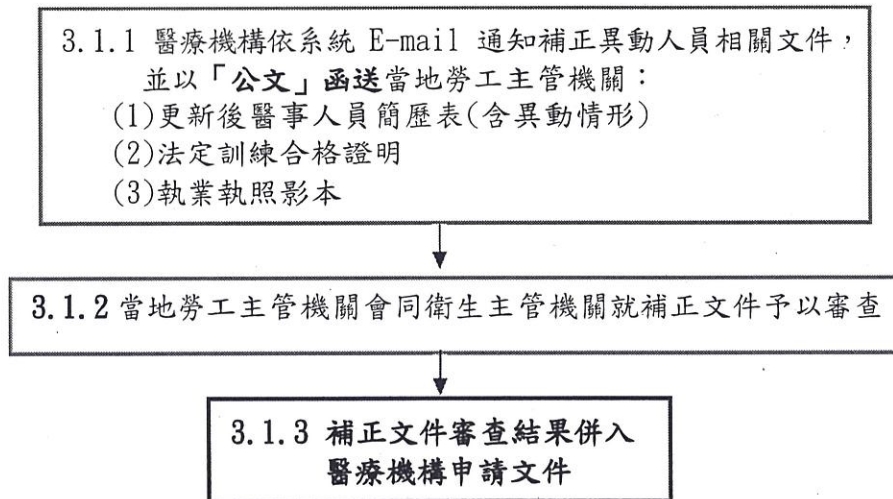 3.1.1 醫療機構依系統 E-mail 通知補正異動人員相關文件，
並以「公文」函送當地勞工主管機關：
(1)更新後醫事人員簡歷表(含異動情形)
(2)法定訓練合格證明
(3)執業執照影本
3.1.2 當地勞工主管機關會同衛生主管機關就補正文件予以審查
3.1.3 補正文件審查結果併入
醫療機構申請文件